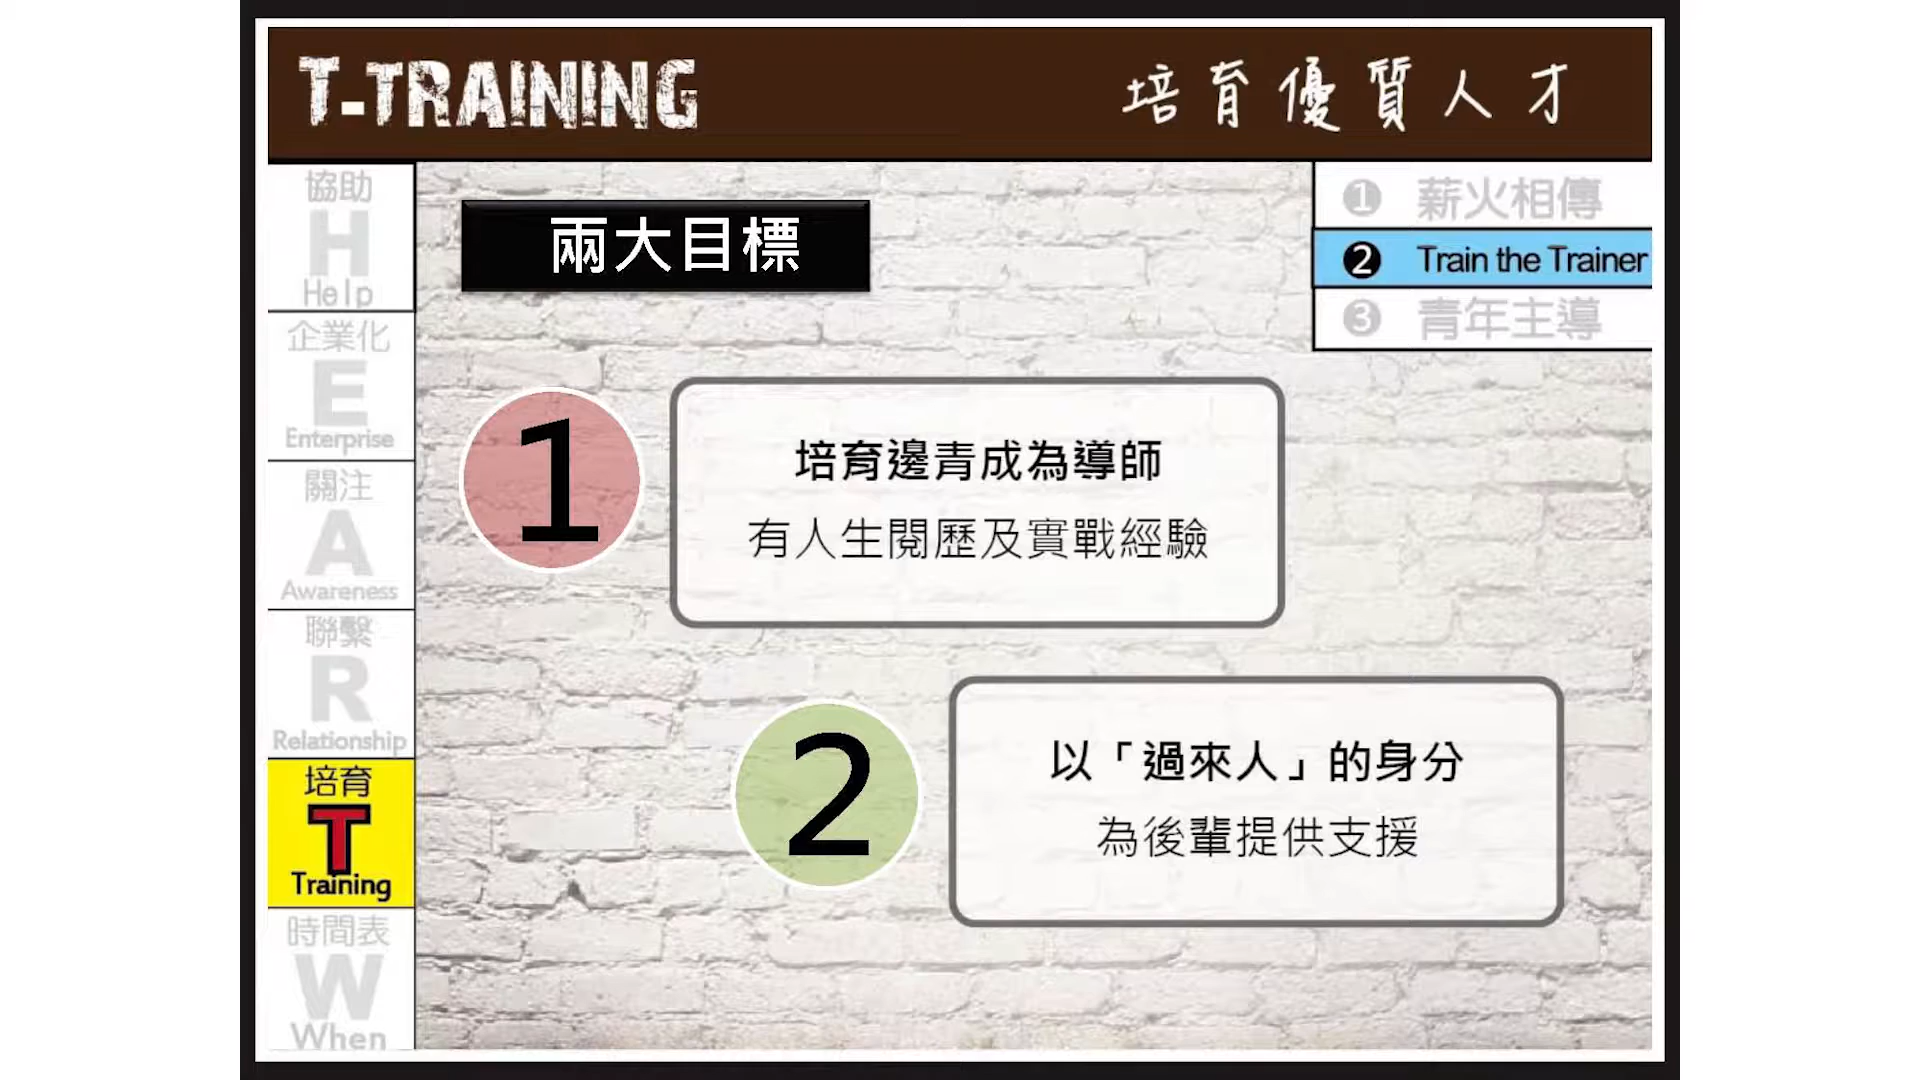 T-TRAINING
培育優質人才
協助
H
Help
企業化
E
Enterprise
關注
A
Awareness
聯繫
R
Relationship
培育
T
Training
時間表
W
When
兩大目標
1 薪火相傳
2 Train the Trainer
3 青年主導
1
培育邊青成為導師
有人生閱歷及實戰經驗
2
以「過來人」的身分
為後輩提供支援